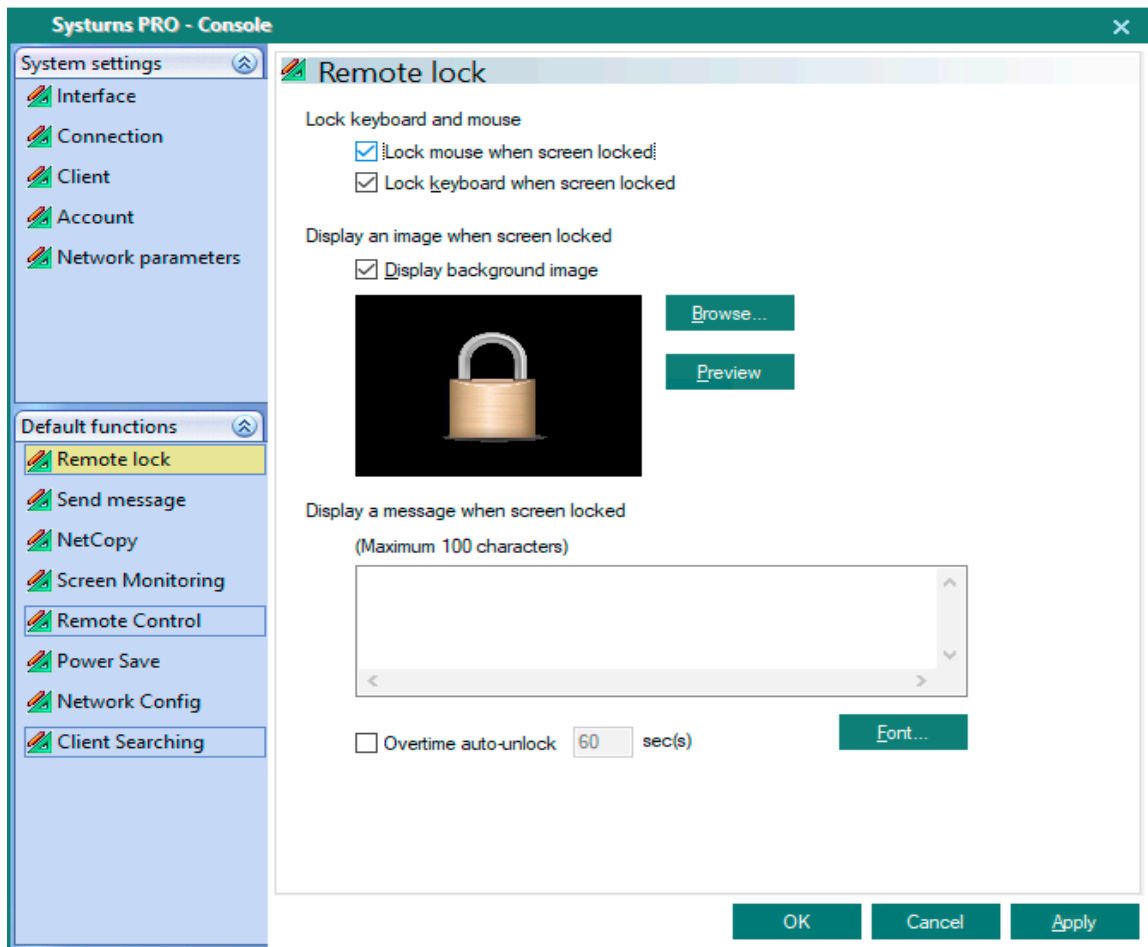 Systurns PRO - Console
System settings
Interface
Connection
Client
Account
Network parameters
Default functions
Remote lock
Send message
NetCopy
Screen Monitoring
Remote Control
Power Save
Network Config
Client Searching
Remote lock
Lock keyboard and mouse
Lock mouse when screen locked
Lock keyboard when screen locked
Display an image when screen locked
Display background image
Browse...
Preview
Display a message when screen locked
(Maximum 100 characters)
Overtime auto-unlock 60 sec(s)
Font...
OK Cancel Apply